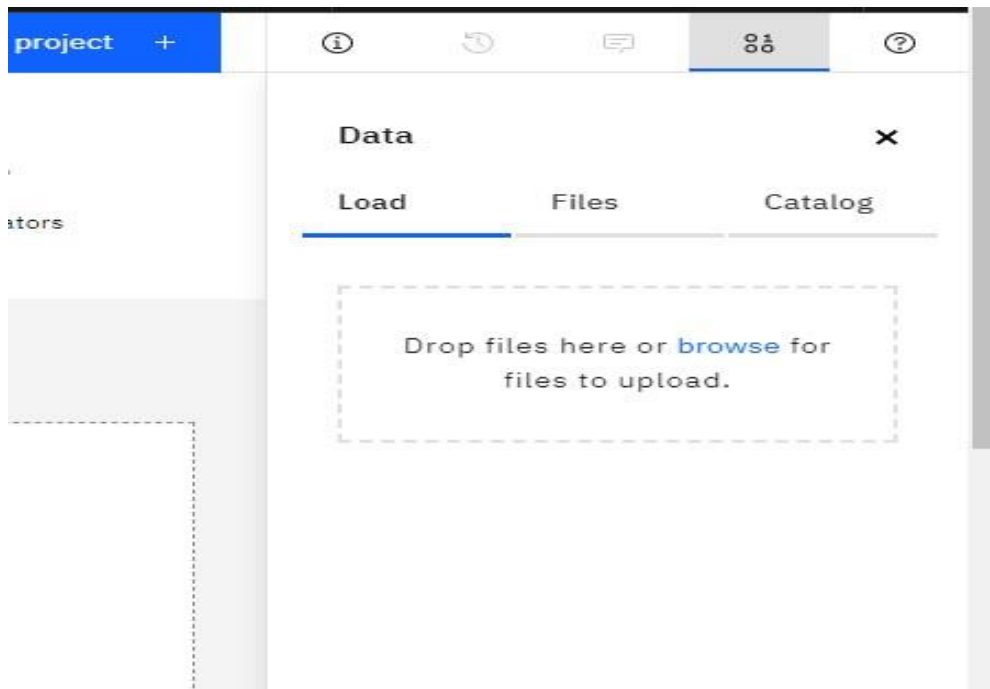 project +
Data
Load Files Catalog
ators
Drop files here or browse for
files to upload.